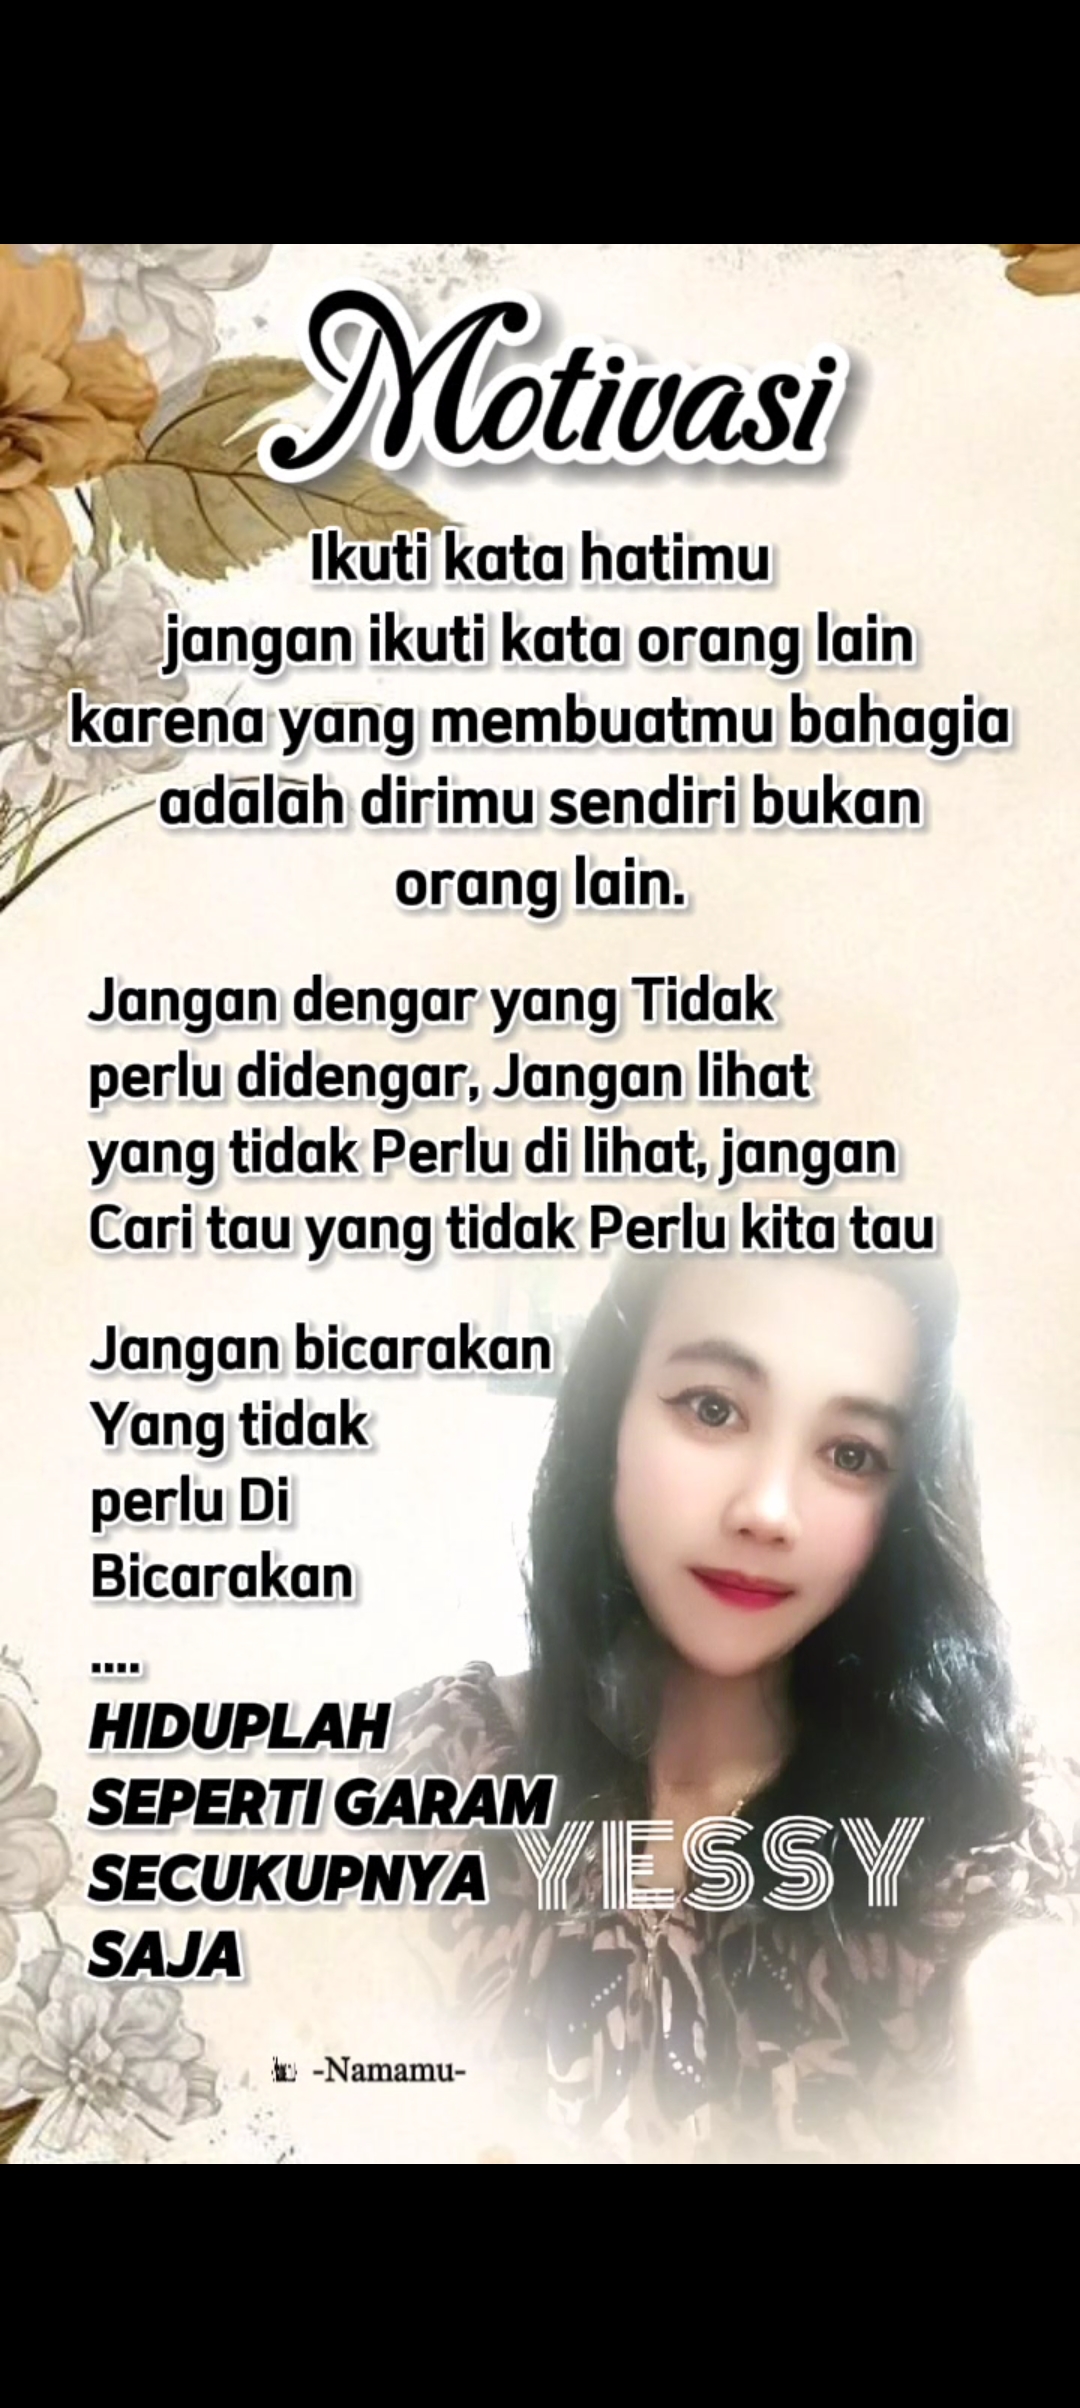 Motivasi
Ikuti kata hatimu
jangan ikuti kata orang lain
karena yang membuatmu bahagia
adalah dirimu sendiri bukan
orang lain.
Jangan dengar yang Tidak
perlu didengar, Jangan lihat
yang tidak Perlu di lihat, jangan
Cari tau yang tidak Perlu kita tau
Jangan bicarakan
Yang tidak
perlu Di
Bicarakan
....
HIDUPLAH
SEPERTI GARAM
SECUKUPNYA
SAJA
YESSY
-Namamu-